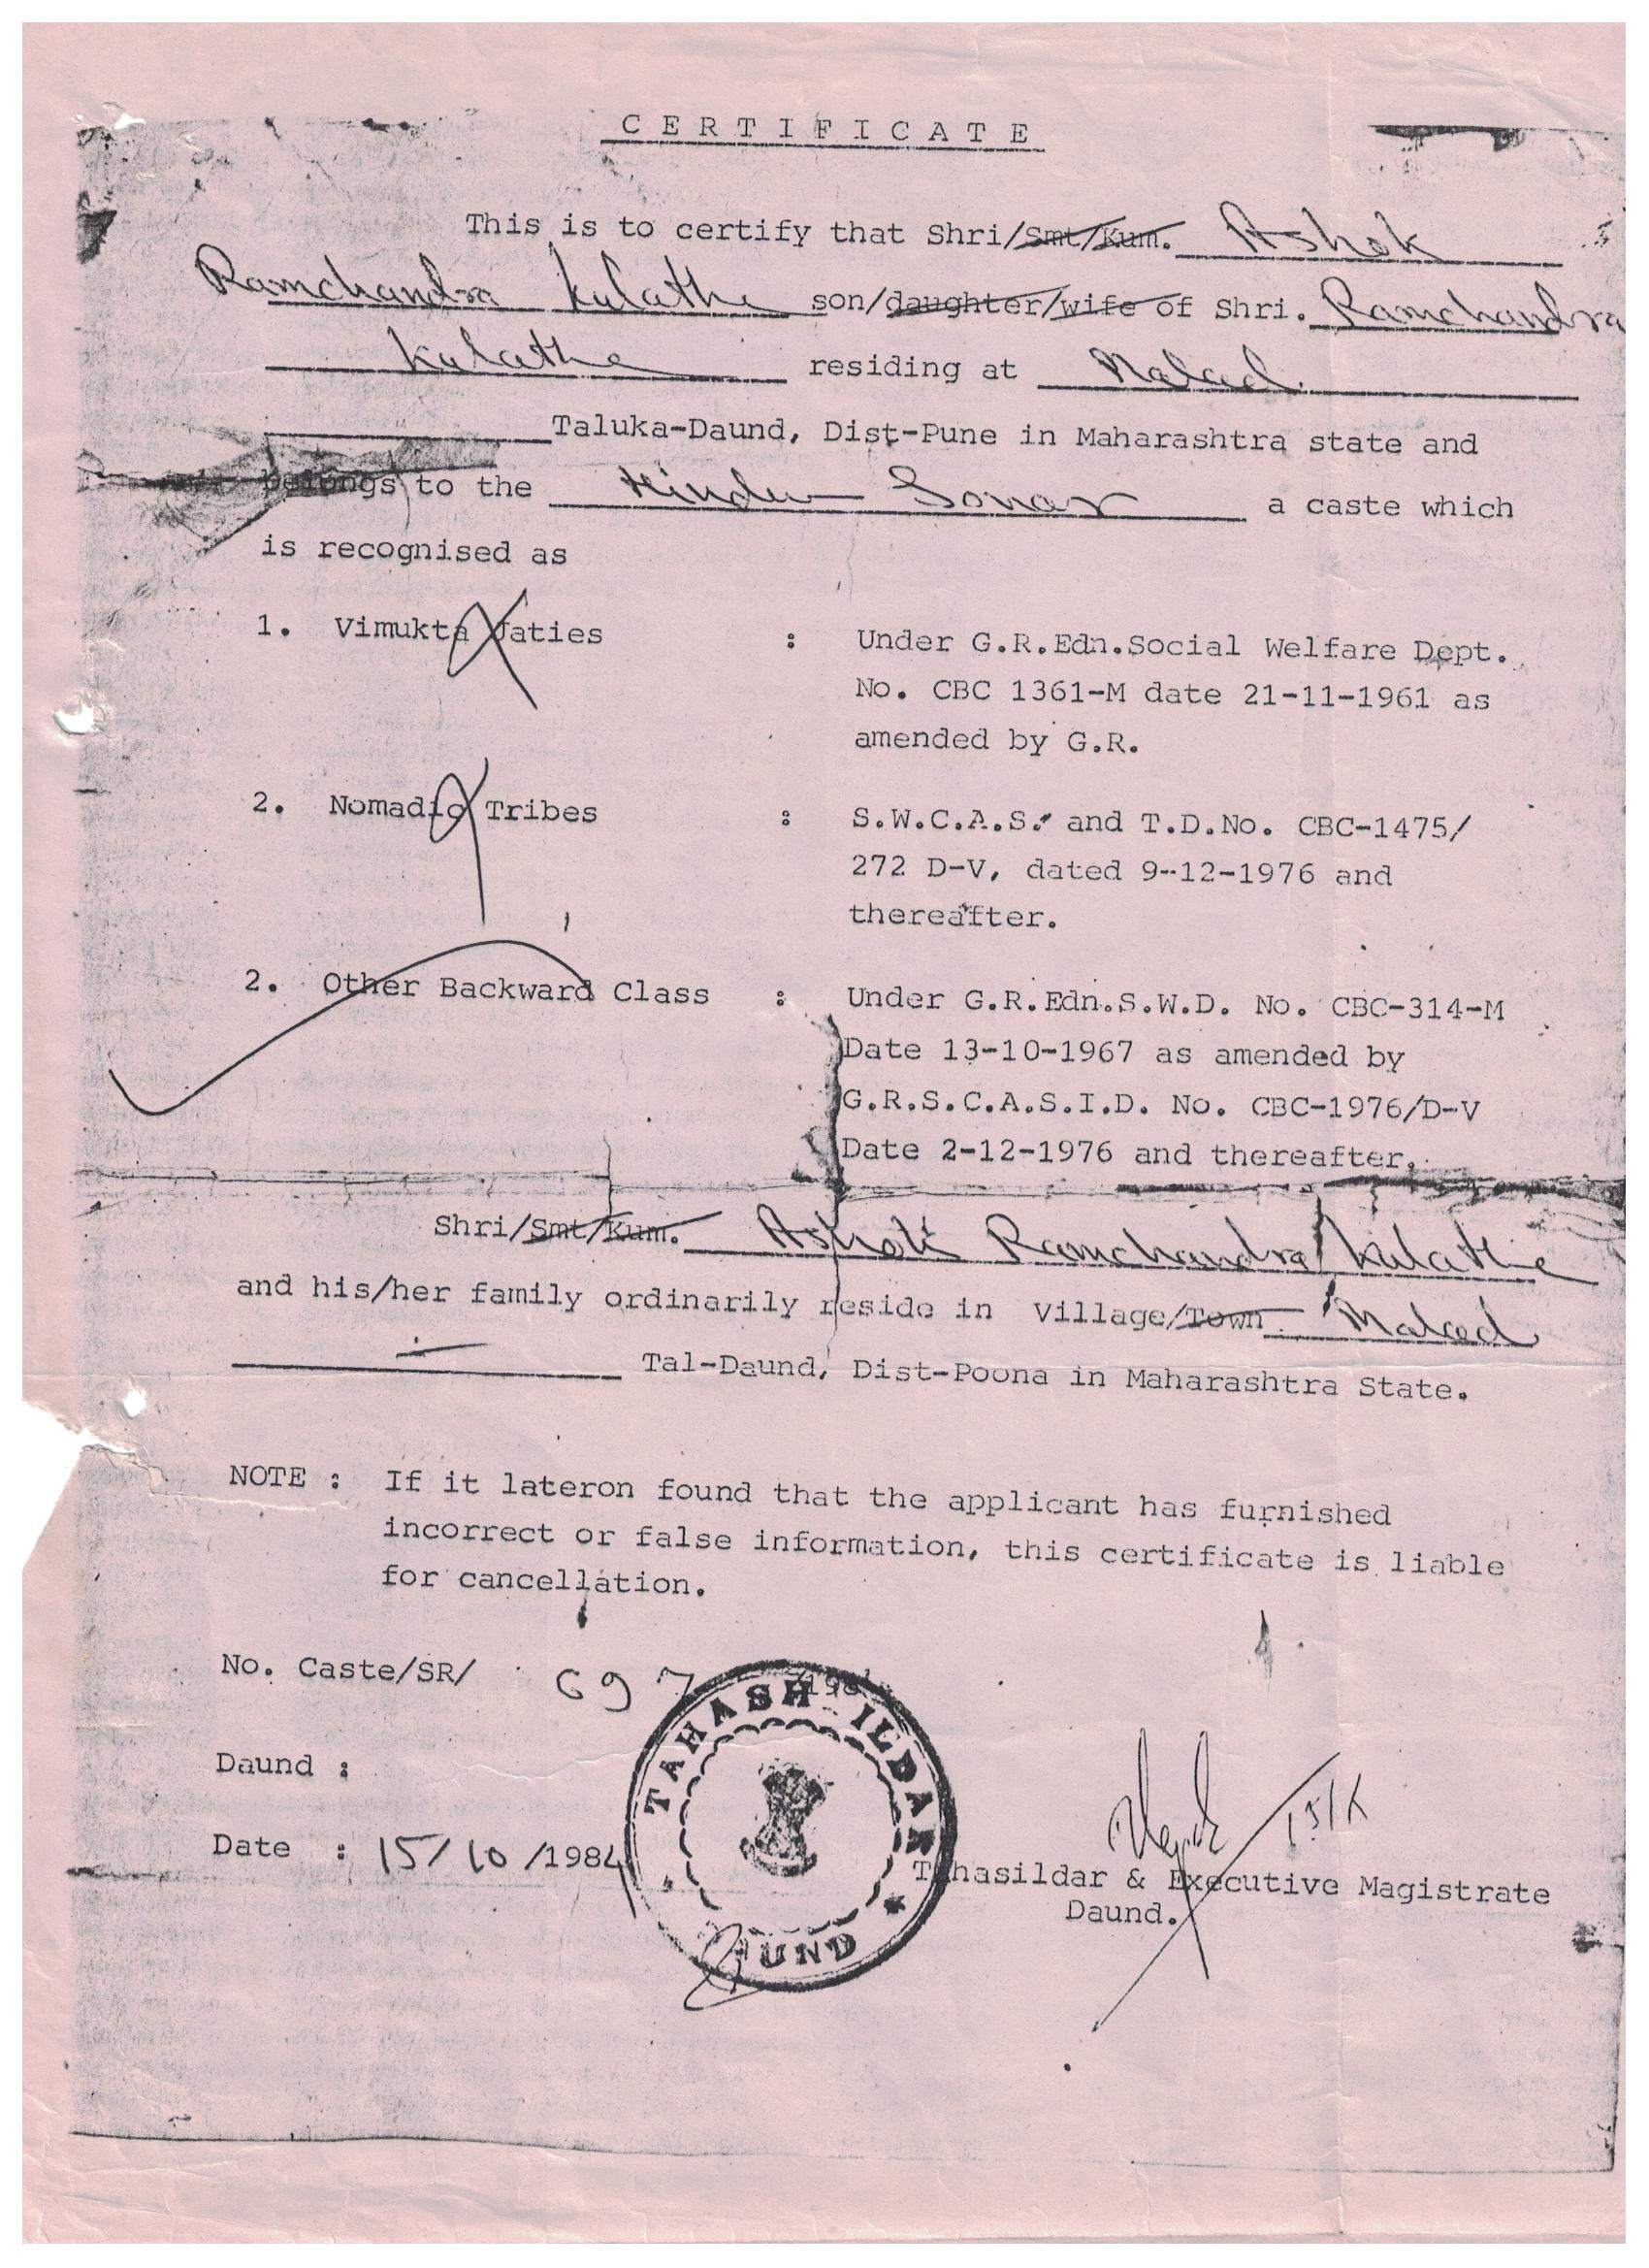 CERTIFICATE
This is to certify that Shri/Smt/Kum. Ashok
Ramchandra Kulathe son/daughter/wife of Shri. Ramchandra
Kulathe residing at Malad
Taluka-Daund, Dist-Pune in Maharashtra state and
belongs to the Hindu Sonar a caste which
is recognised as
1. Vimukta Jaties : Under G.R.Edn.Social Welfare Dept.
No. CBC 1361-M date 21-11-1961 as
amended by G.R.
2. Nomadic Tribes : S.W.C.A.S. and T.D.No. CBC-1475/
272 D-V, dated 9-12-1976 and
thereafter.
2. Other Backward Class : Under G.R.Edn.S.W.D. No. CBC-314-M
Date 13-10-1967 as amended by
G.R.S.C.A.S.I.D. No. CBC-1976/D-V
Date 2-12-1976 and thereafter.
Shri/Smt/Kum. Ashok Ramchandra Kulathe
and his/her family ordinarily reside in Village/Town Malad
Tal-Daund, Dist-Poona in Maharashtra State.
NOTE : If it lateron found that the applicant has furnished
incorrect or false information, this certificate is liable
for cancellation.
No. Caste/SR/ 697 /198
TAHASHILDAR
Daund :
Date : 15/10/1984
Tahasildar & Executive Magistrate
Daund.
UND